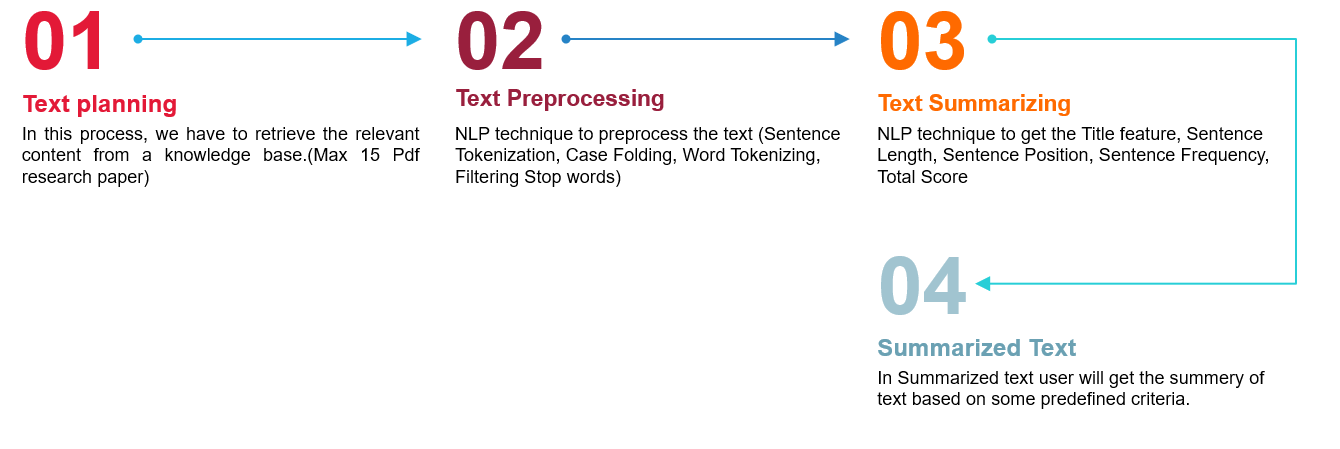 01
Text planning
In this process, we have to retrieve the relevant
content from a knowledge base.(Max 15 Pdf
research paper)
02
Text Preprocessing
NLP technique to preprocess the text (Sentence
Tokenization, Case Folding, Word Tokenizing,
Filtering Stop words)
03
Text Summarizing
NLP technique to get the Title feature, Sentence
Length, Sentence Position, Sentence Frequency,
Total Score
04
Summarized Text
In Summarized text user will get the summery of
text based on some predefined criteria.